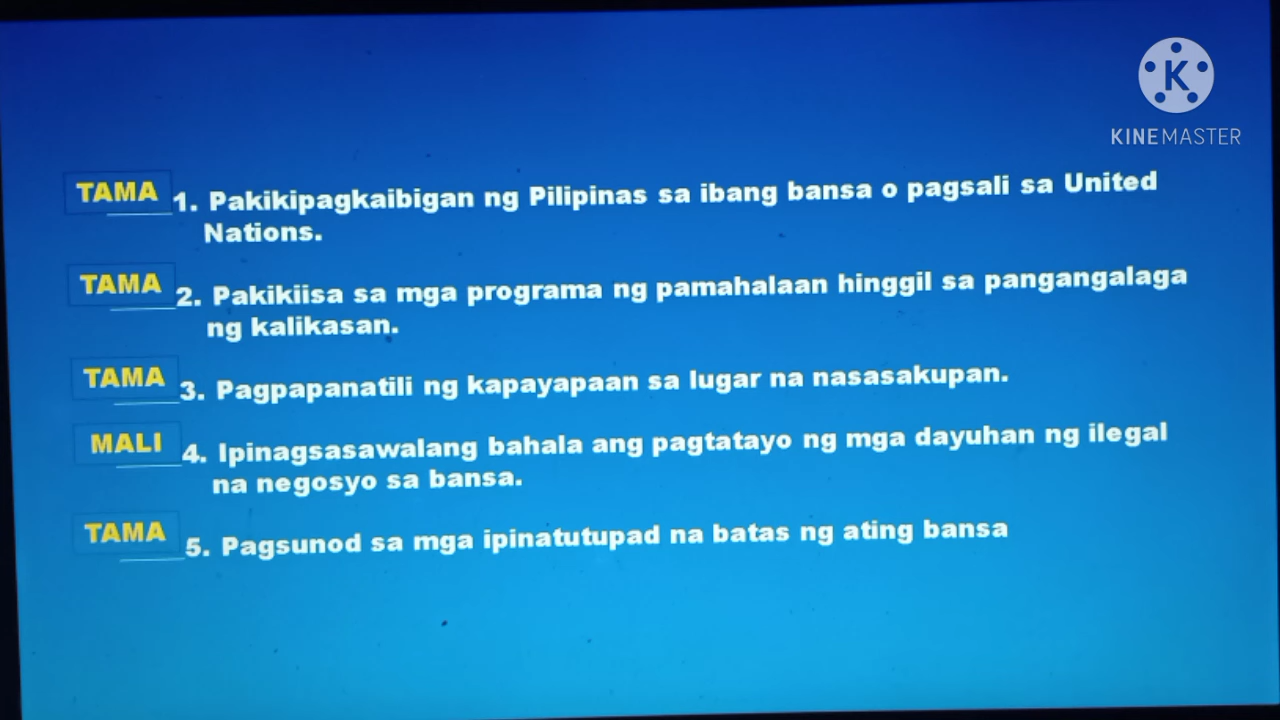 KINEMASTER
TAMA 1. Pakikipagkaibigan ng Pilipinas sa ibang bansa o pagsali sa United
Nations.
TAMA 2. Pakikiisa sa mga programa ng pamahalaan hinggil sa pangangalaga
ng kalikasan.
TAMA 3. Pagpapanatili ng kapayapaan sa lugar na nasasakupan.
MALI 4. Ipinagsasawalang bahala ang pagtatayo ng mga dayuhan ng ilegal
na negosyo sa bansa.
TAMA 5. Pagsunod sa mga ipinatutupad na batas ng ating bansa